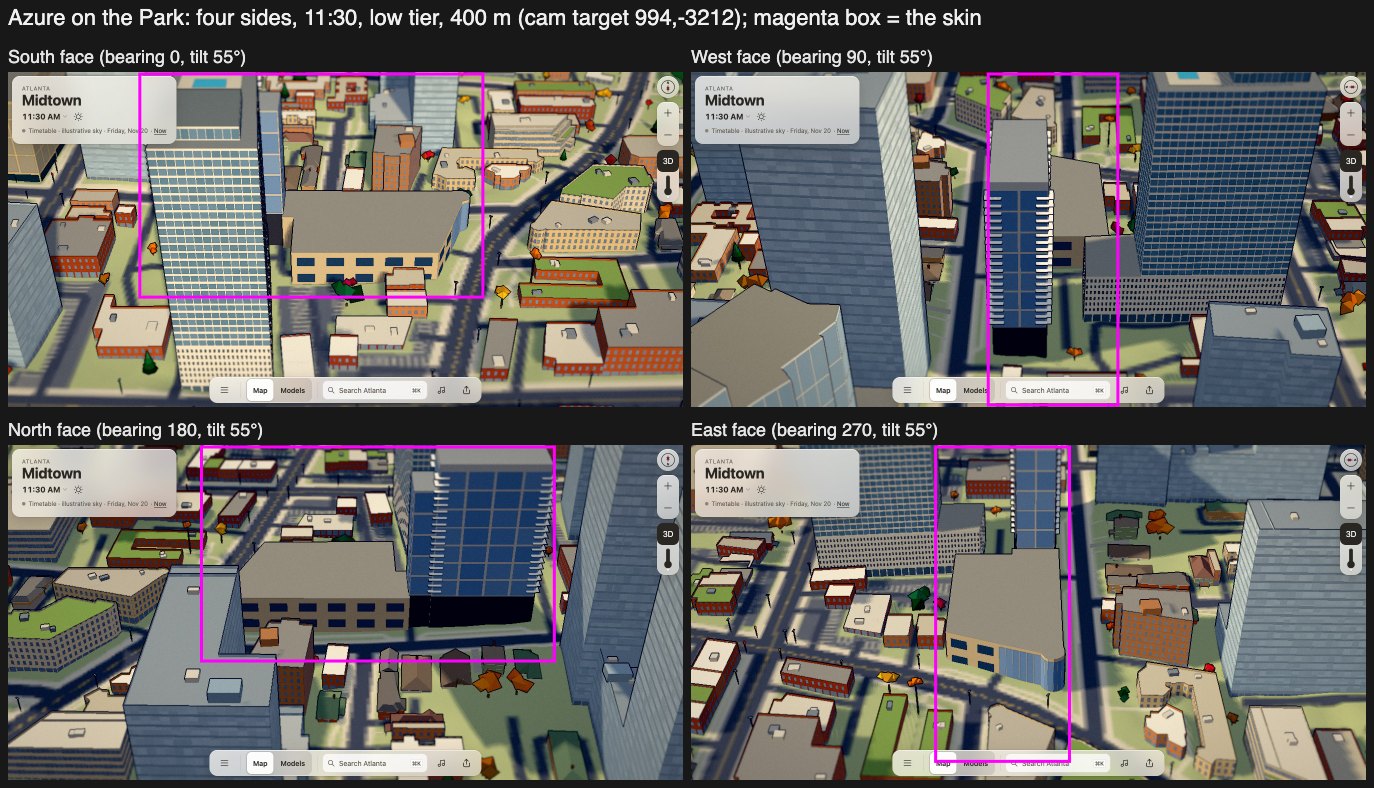 Azure on the Park: four sides, 11:30, low tier, 400 m (cam target 994,-3212); magenta box = the skin
South face (bearing 0, tilt 55°)
ATLANTA
Midtown
11:30 AM
Timetable · illustrative sky · Friday, Nov 20 · Now
3D
Map Models Search Atlanta ⌘K
West face (bearing 90, tilt 55°)
ATLANTA
Midtown
11:30 AM
Timetable · illustrative sky · Friday, Nov 20 · Now
3D
Map Models Search Atlanta ⌘K
North face (bearing 180, tilt 55°)
ATLANTA
Midtown
11:30 AM
Timetable · illustrative sky · Friday, Nov 20 · Now
3D
Map Models Search Atlanta ⌘K
East face (bearing 270, tilt 55°)
ATLANTA
Midtown
11:30 AM
Timetable · illustrative sky · Friday, Nov 20 · Now
3D
Map Models Search Atlanta ⌘K